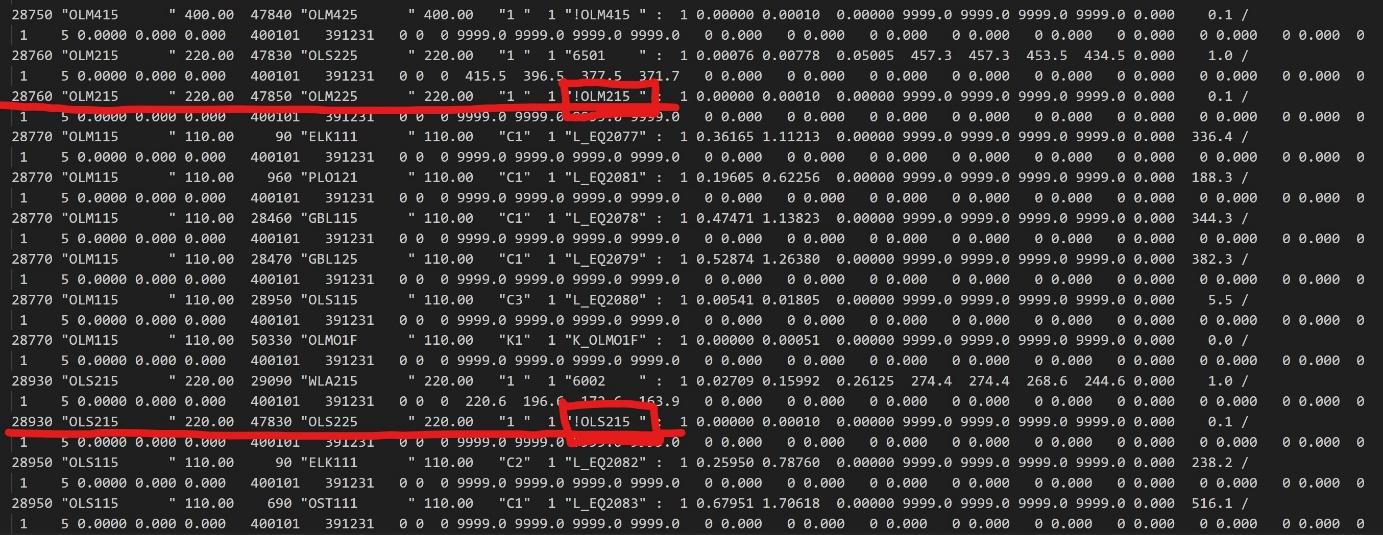 28750 "OLM415 " 400.00 47840 "OLM425 " 400.00 "1 " 1 "!OLM415 " : 1 0.00000 0.00010 0.00000 9999.0 9999.0 9999.0 9999.0 0.000 0.1 /
1 5 0.0000 0.000 0.000 400101 391231 0 0 0 9999.0 9999.0 9999.0 9999.0 0 0.000 0 0.000 0 0.000 0 0.000 0 0.000 0 0.000 0
28760 "OLM215 " 220.00 47830 "OLS225 " 220.00 "1 " 1 "6501 " : 1 0.00076 0.00778 0.05005 457.3 457.3 453.5 434.5 0.000 1.0 /
1 5 0.0000 0.000 0.000 400101 391231 0 0 0 415.5 396.5 377.5 371.7 0 0.000 0 0.000 0 0.000 0 0.000 0 0.000 0 0.000 0
28760 "OLM215 " 220.00 47850 "OLM225 " 220.00 "1 " 1 "!OLM215 " : 1 0.00000 0.00010 0.00000 9999.0 9999.0 9999.0 9999.0 0.000 0.1 /
1 5 0.0000 0.000 0.000 400101 391231 0 0 0 9999.0 9999.0 9999.0 9999.0 0 0.000 0 0.000 0 0.000 0 0.000 0 0.000 0 0.000 0
28770 "OLM115 " 110.00 90 "ELK111 " 110.00 "C1" 1 "L_EQ2077" : 1 0.36165 1.11213 0.00000 9999.0 9999.0 9999.0 9999.0 0.000 336.4 /
1 5 0.0000 0.000 0.000 400101 391231 0 0 0 9999.0 9999.0 9999.0 9999.0 0 0.000 0 0.000 0 0.000 0 0.000 0 0.000 0 0.000 0
28770 "OLM115 " 110.00 960 "PLO121 " 110.00 "C1" 1 "L_EQ2081" : 1 0.19605 0.62256 0.00000 9999.0 9999.0 9999.0 9999.0 0.000 188.3 /
1 5 0.0000 0.000 0.000 400101 391231 0 0 0 9999.0 9999.0 9999.0 9999.0 0 0.000 0 0.000 0 0.000 0 0.000 0 0.000 0 0.000 0
28770 "OLM115 " 110.00 28460 "GBL115 " 110.00 "C1" 1 "L_EQ2078" : 1 0.47471 1.13823 0.00000 9999.0 9999.0 9999.0 9999.0 0.000 344.3 /
1 5 0.0000 0.000 0.000 400101 391231 0 0 0 9999.0 9999.0 9999.0 9999.0 0 0.000 0 0.000 0 0.000 0 0.000 0 0.000 0 0.000 0
28770 "OLM115 " 110.00 28470 "GBL125 " 110.00 "C1" 1 "L_EQ2079" : 1 0.52874 1.26380 0.00000 9999.0 9999.0 9999.0 9999.0 0.000 382.3 /
1 5 0.0000 0.000 0.000 400101 391231 0 0 0 9999.0 9999.0 9999.0 9999.0 0 0.000 0 0.000 0 0.000 0 0.000 0 0.000 0 0.000 0
28770 "OLM115 " 110.00 28950 "OLS115 " 110.00 "C3" 1 "L_EQ2080" : 1 0.00541 0.01805 0.00000 9999.0 9999.0 9999.0 9999.0 0.000 5.5 /
1 5 0.0000 0.000 0.000 400101 391231 0 0 0 9999.0 9999.0 9999.0 9999.0 0 0.000 0 0.000 0 0.000 0 0.000 0 0.000 0 0.000 0
28770 "OLM115 " 110.00 50330 "OLMO1F " 110.00 "K1" 1 "K_OLMO1F" : 1 0.00000 0.00051 0.00000 9999.0 9999.0 9999.0 9999.0 0.000 0.0 /
1 5 0.0000 0.000 0.000 400101 391231 0 0 0 9999.0 9999.0 9999.0 9999.0 0 0.000 0 0.000 0 0.000 0 0.000 0 0.000 0 0.000 0
28930 "OLS215 " 220.00 29090 "WLA215 " 220.00 "1 " 1 "6002 " : 1 0.02709 0.15992 0.26125 274.4 274.4 268.6 244.6 0.000 1.0 /
1 5 0.0000 0.000 0.000 400101 391231 0 0 0 220.6 163.9 0 0.000 0 0.000 0 0.000 0 0.000 0 0.000 0 0.000 0
28930 "OLS215 " 220.00 47830 "OLS225 " 220.00 "1 " 1 "!OLS215 " : 1 0.00000 0.00010 0.00000 9999.0 9999.0 9999.0 9999.0 0.000 0.1 /
1 5 0.0000 0.000 0.000 400101 391231 0 0 0 9999.0 9999.0 9999.0 9999.0 0 0.000 0 0.000 0 0.000 0 0.000 0 0.000 0 0.000 0
28950 "OLS115 " 110.00 90 "ELK111 " 110.00 "C2" 1 "L_EQ2082" : 1 0.25950 0.78760 0.00000 9999.0 9999.0 9999.0 9999.0 0.000 238.2 /
1 5 0.0000 0.000 0.000 400101 391231 0 0 0 9999.0 9999.0 9999.0 9999.0 0 0.000 0 0.000 0 0.000 0 0.000 0 0.000 0 0.000 0
28950 "OLS115 " 110.00 690 "OST111 " 110.00 "C1" 1 "L_EQ2083" : 1 0.67951 1.70618 0.00000 9999.0 9999.0 9999.0 9999.0 0.000 516.1 /
1 5 0.0000 0.000 0.000 400101 391231 0 0 0 9999.0 9999.0 9999.0 9999.0 0 0.000 0 0.000 0 0.000 0 0.000 0 0.000 0 0.000 0